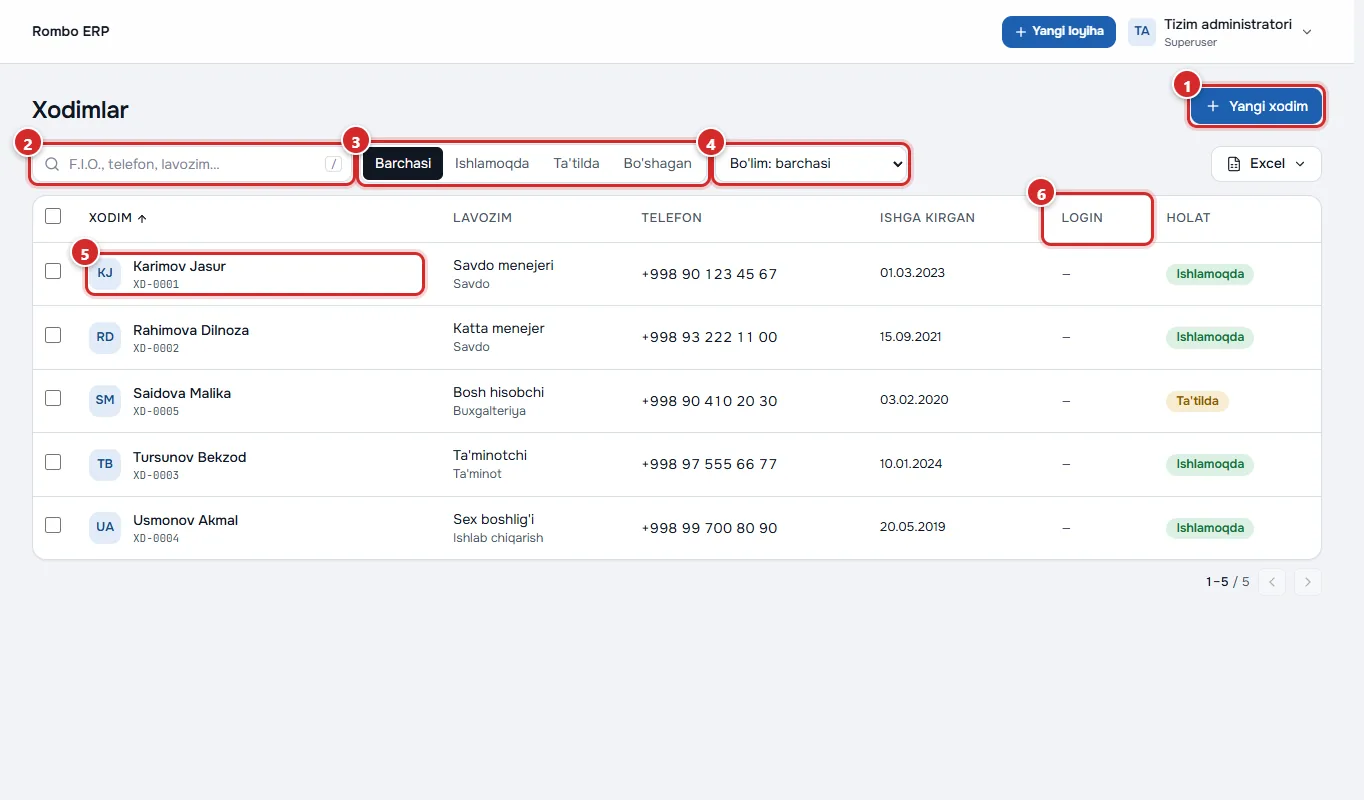 Rombo ERP
+ Yangi loyiha
TA
Tizim administratori
Superuser
Xodimlar
1
+ Yangi xodim
2
F.I.O., telefon, lavozim...
/
3
Barchasi Ishlamoqda Ta'tilda Bo'shagan
4
Bo'lim: barchasi
Excel
6
XODIM ↑ LAVOZIM TELEFON ISHGA KIRGAN LOGIN HOLAT
5
KJ Karimov Jasur Savdo menejeri +998 90 123 45 67 01.03.2023 – Ishlamoqda
XD-0001 Savdo
RD Rahimova Dilnoza Katta menejer +998 93 222 11 00 15.09.2021 – Ishlamoqda
XD-0002 Savdo
SM Saidova Malika Bosh hisobchi +998 90 410 20 30 03.02.2020 – Ta'tilda
XD-0005 Buxgalteriya
TB Tursunov Bekzod Ta'minotchi +998 97 555 66 77 10.01.2024 – Ishlamoqda
XD-0003 Ta'minot
UA Usmonov Akmal Sex boshlig'i +998 99 700 80 90 20.05.2019 – Ishlamoqda
XD-0004 Ishlab chiqarish
1–5 / 5